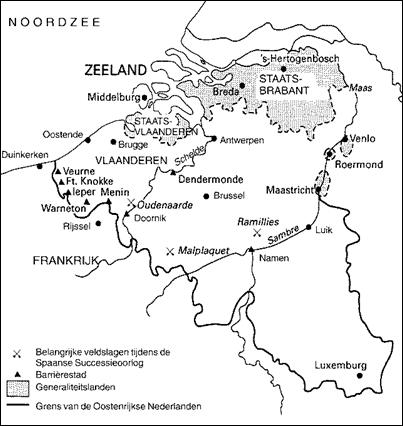 NOORDZEE
ZEELAND
's-Hertogenbosch
STAATS-
BRABANT
Breda
Maas
Middelburg
STAATS-
VLAANDEREN
Oostende
Brugge
Antwerpen
Venlo
Duinkerken
VLAANDEREN
Schelde
Roermond
Veurne
Ft. Knokke
Ieper
Menin
Dendermonde
Maastricht
Warneton
Oudenaarde
Brussel
Doornik
Rijssel
Ramillies
Sambre
Luik
Malplaquet
Namen
FRANKRIJK
Luxemburg
Belangrijke veldslagen tijdens de
Spaanse Successieoorlog
Barrièrestad
Generaliteitslanden
Grens van de Oostenrijkse Nederlanden